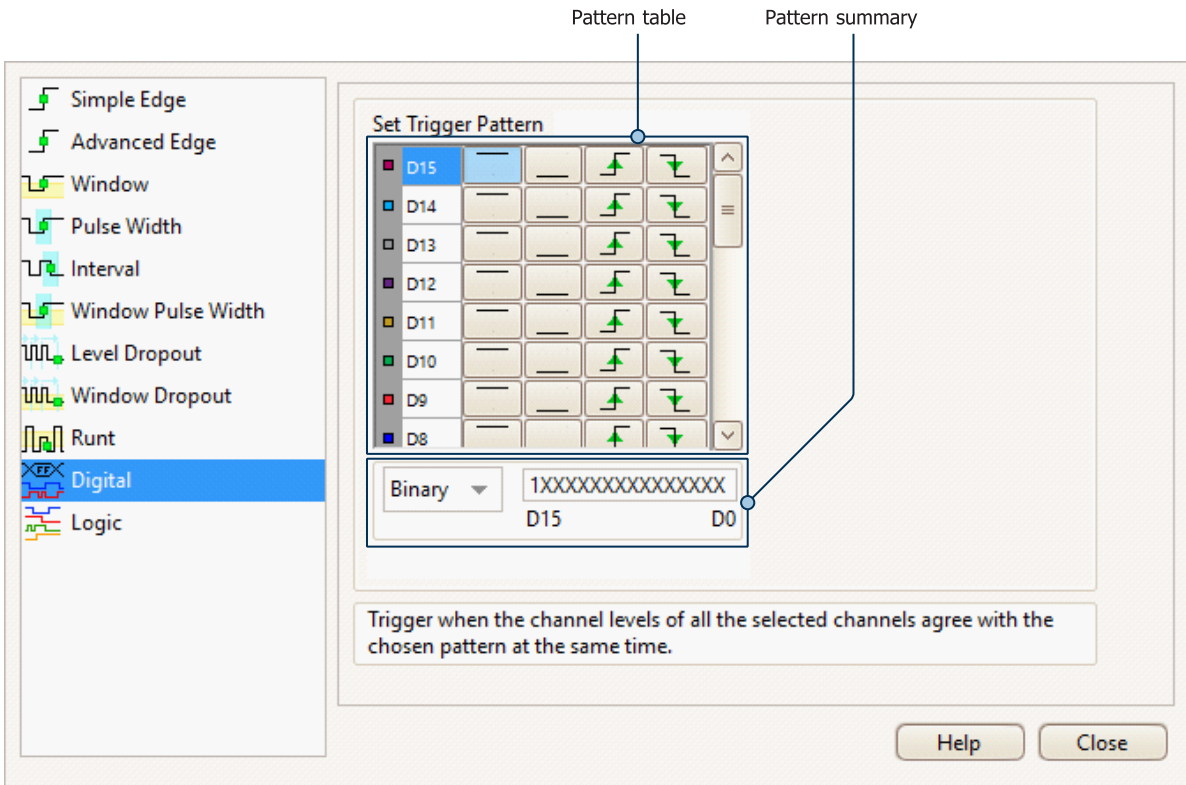 Pattern table
Pattern summary
Simple Edge
Advanced Edge
Window
Pulse Width
Interval
Window Pulse Width
Level Dropout
Window Dropout
Runt
FF
Digital
Logic
Set Trigger Pattern
D15
D14
D13
D12
D11
D10
D9
D8
Binary
1XXXXXXXXXXXXXXX
D15 D0
Trigger when the channel levels of all the selected channels agree with the
chosen pattern at the same time.
Help
Close